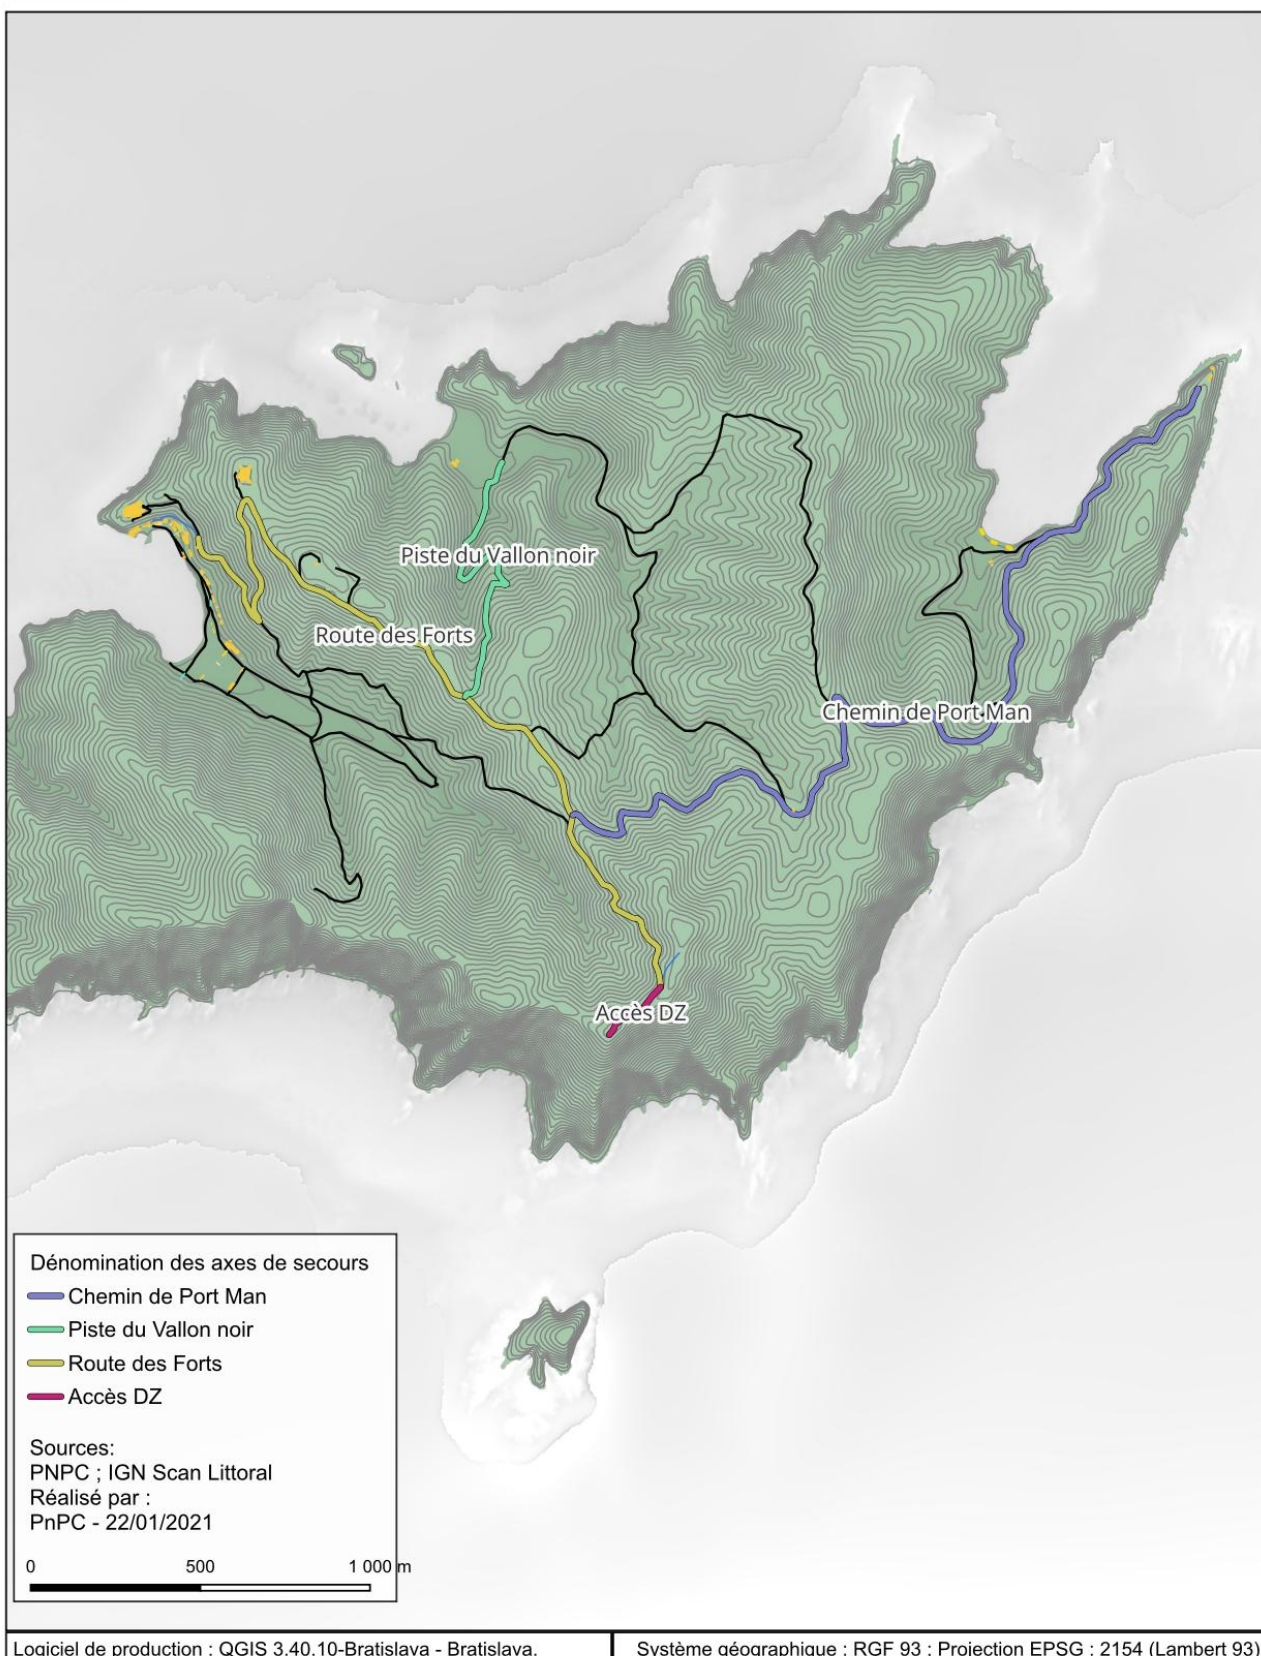 Piste du Vallon noir
Route des Forts
Chemin de Port Man
Accès DZ
Dénomination des axes de secours
Chemin de Port Man
Piste du Vallon noir
Route des Forts
Accès DZ
Sources:
PNPC ; IGN Scan Littoral
Réalisé par :
PnPC - 22/01/2021
0 500 1 000 m
Logiciel de production : QGIS 3.40.10-Bratislava - Bratislava.
Système géographique : RGF 93 ; Projection EPSG : 2154 (Lambert 93)